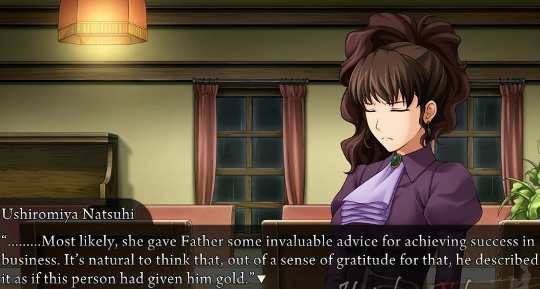 Ushiromiya Natsuhi
“.........Most likely, she gave Father some invaluable advice for achieving success in
business. It’s natural to think that, out of a sense of gratitude for that, he described
it as if this person had given him gold.”